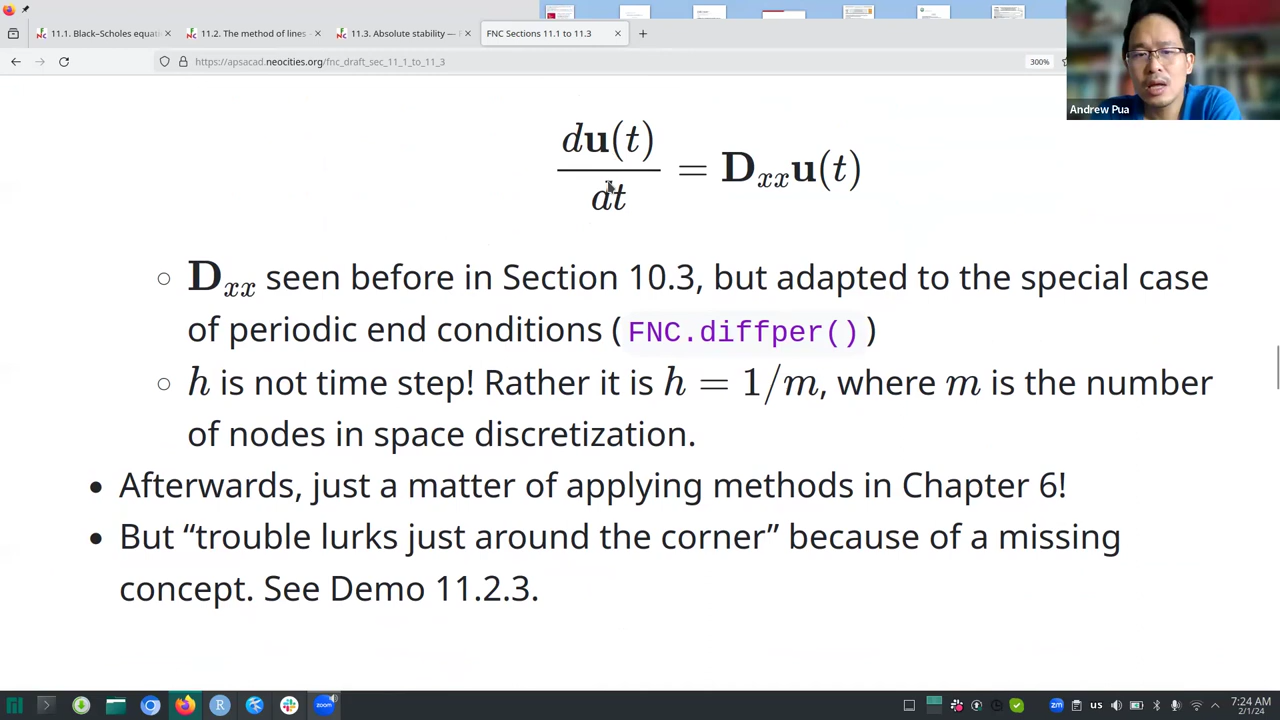 11.1. Black–Scholes equati
11.2. The method of lines –
11.3. Absolute stability —
FNC Sections 11.1 to 11.3
https://apsacad.neocities.org/fnc_draft_sec_11_1_to_11_3
300%
Andrew Pua
du(t)
dt
= Dₓₓu(t)
Dₓₓ seen before in Section 10.3, but adapted to the special case
of periodic end conditions (FNC.diffper())
h is not time step! Rather it is h = 1/m, where m is the number
of nodes in space discretization.
• Afterwards, just a matter of applying methods in Chapter 6!
• But “trouble lurks just around the corner” because of a missing
concept. See Demo 11.2.3.
us
7:24 AM
2/1/24